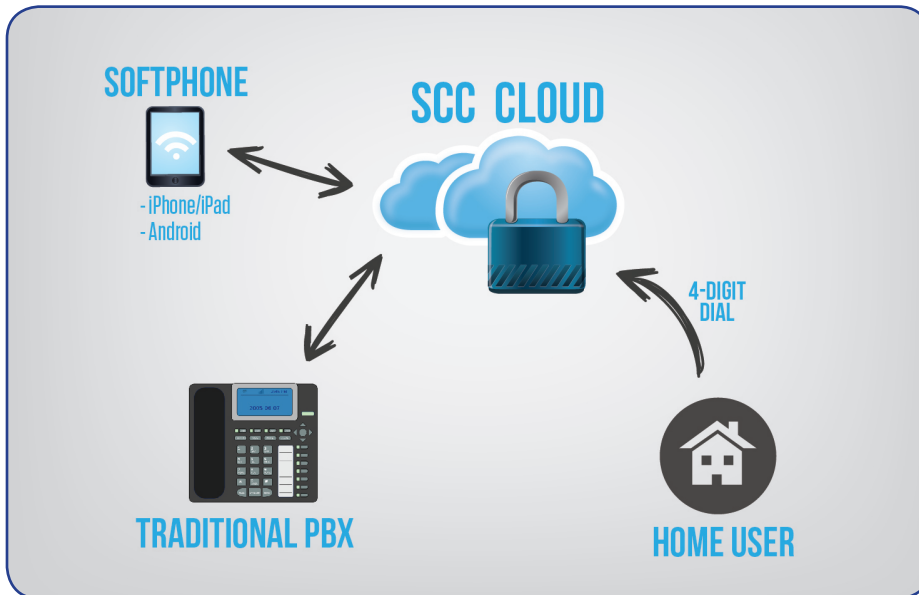 SOFTPHONE
- iPhone/iPad
- Android
SCC CLOUD
4-DIGIT
DIAL
TRADITIONAL PBX
HOME USER